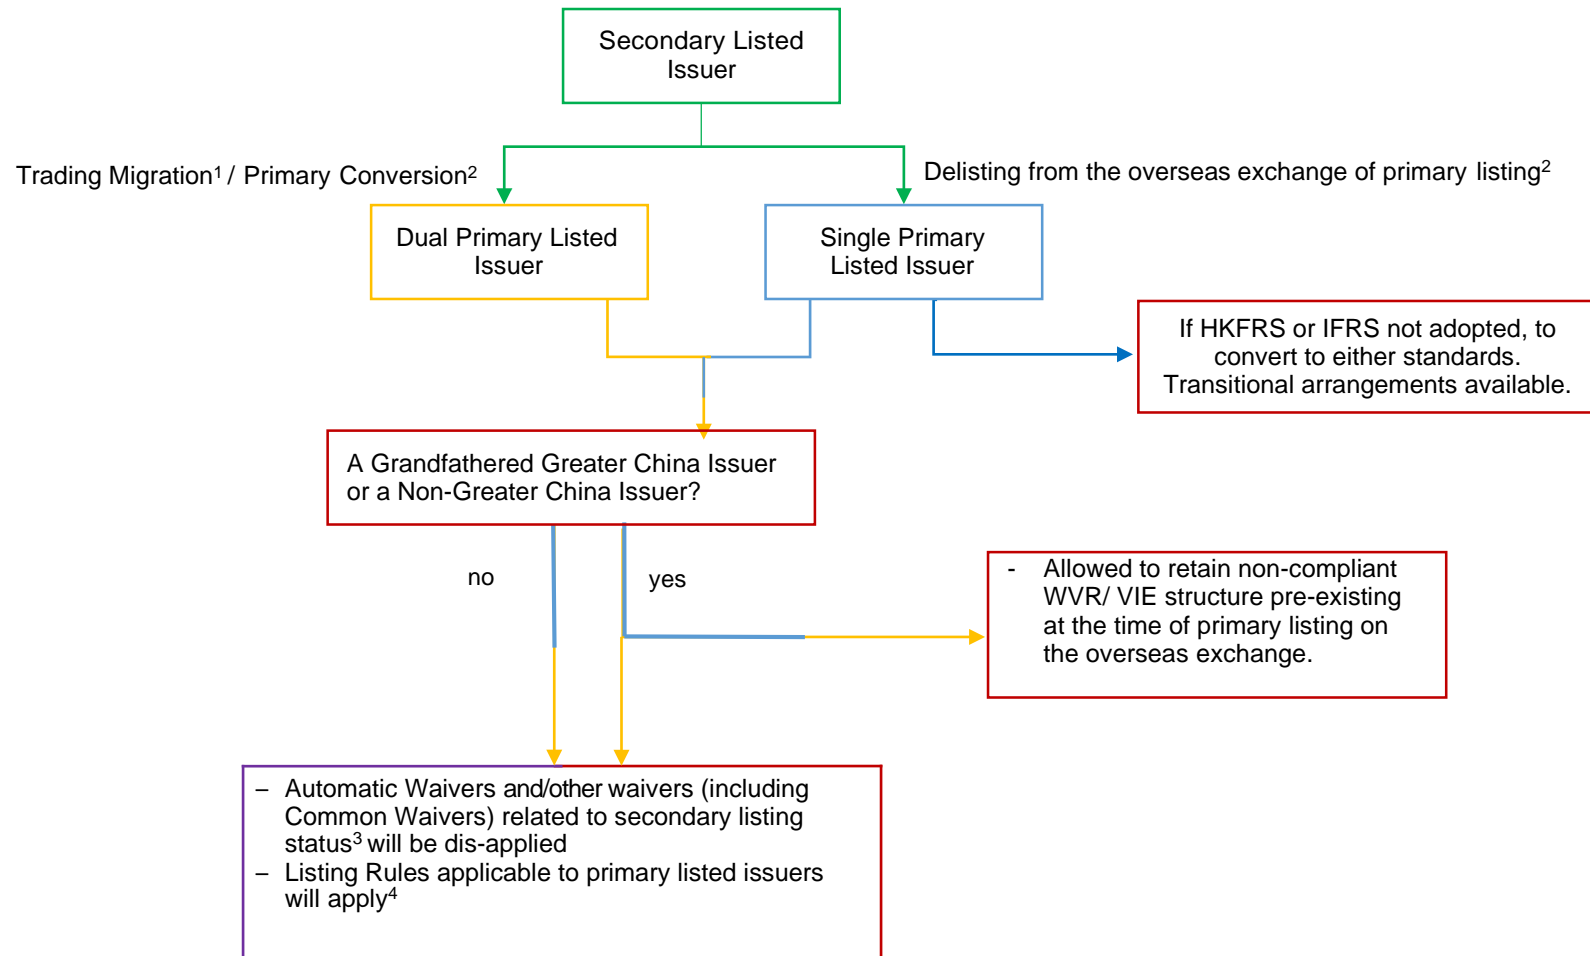 Secondary Listed
Issuer
Trading Migration¹ / Primary Conversion²
Delisting from the overseas exchange of primary listing²
Dual Primary Listed
Issuer
Single Primary
Listed Issuer
If HKFRS or IFRS not adopted, to
convert to either standards.
Transitional arrangements available.
A Grandfathered Greater China Issuer
or a Non-Greater China Issuer?
no
yes
- Allowed to retain non-compliant
WVR/ VIE structure pre-existing
at the time of primary listing on
the overseas exchange.
– Automatic Waivers and/other waivers (including
Common Waivers) related to secondary listing
status³ will be dis-applied
– Listing Rules applicable to primary listed issuers
will apply⁴